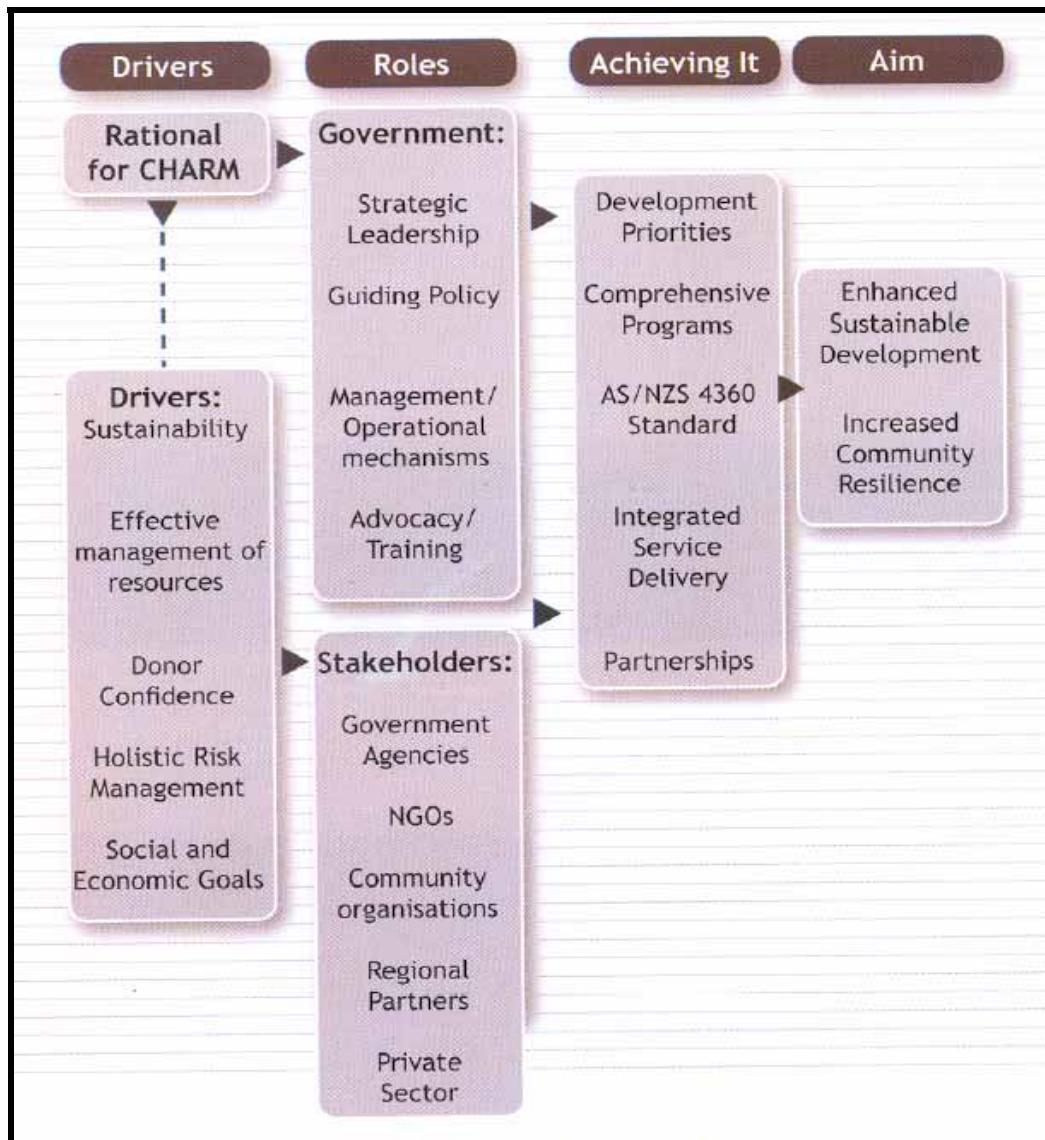 Drivers
Roles
Achieving It
Aim
Rational
for CHARM
Drivers:
Sustainability
Effective
management of
resources
Donor
Confidence
Holistic Risk
Management
Social and
Economic Goals
Government:
Strategic
Leadership
Guiding Policy
Management/
Operational
mechanisms
Advocacy/
Training
Stakeholders:
Government
Agencies
NGOs
Community
organisations
Regional
Partners
Private
Sector
Development
Priorities
Comprehensive
Programs
AS/NZS 4360
Standard
Integrated
Service
Delivery
Partnerships
Enhanced
Sustainable
Development
Increased
Community
Resilience